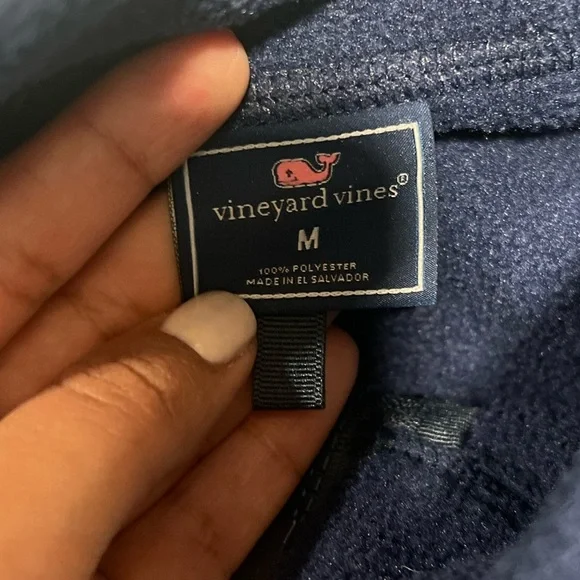 vineyard vines®
M
100% POLYESTER
MADE IN EL SALVADOR